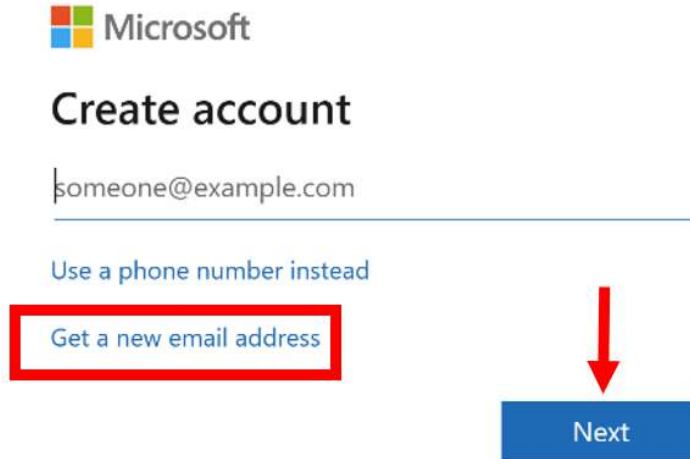 Microsoft
Create account
someone@example.com
Use a phone number instead
Get a new email address
Next